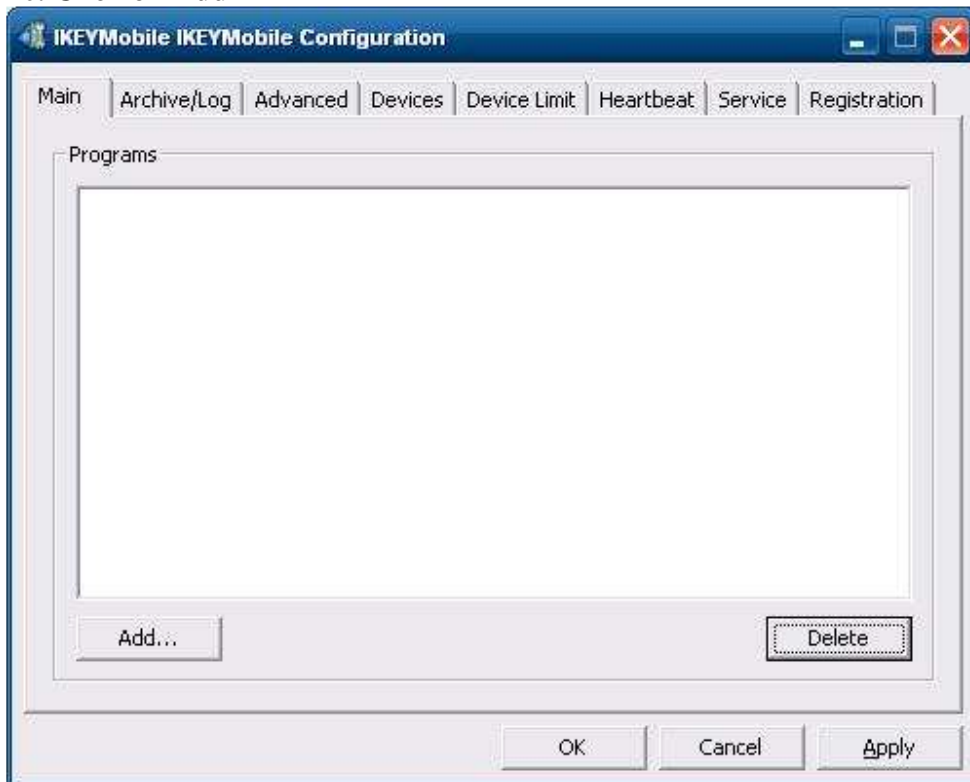 IKEYMobile IKEYMobile Configuration
Main Archive/Log Advanced Devices Device Limit Heartbeat Service Registration
Programs
Add... Delete
OK Cancel Apply